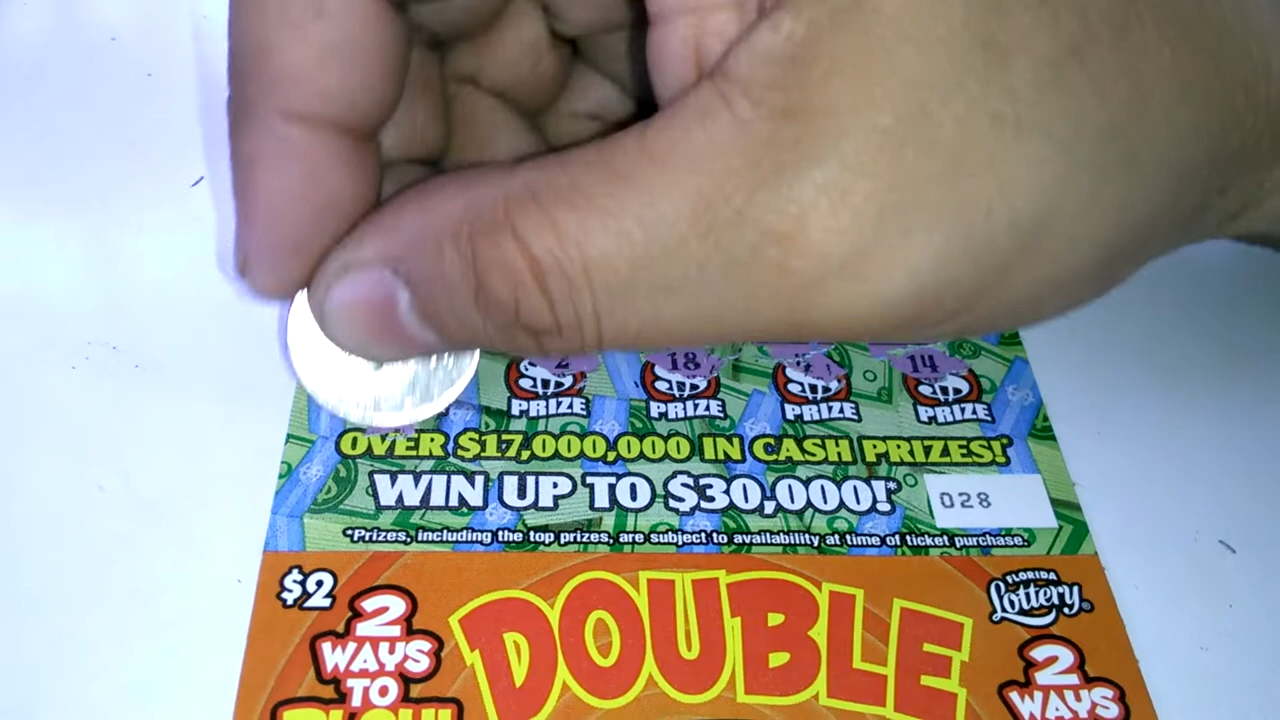 2 18 14
PRIZE PRIZE PRIZE PRIZE
OVER $17,000,000 IN CASH PRIZES!*
WIN UP TO $30,000!*
028
*Prizes, including the top prizes, are subject to availability at time of ticket purchase.
$2
2
WAYS
TO
DOUBLE
FLORIDA
Lottery®
2
WAYS